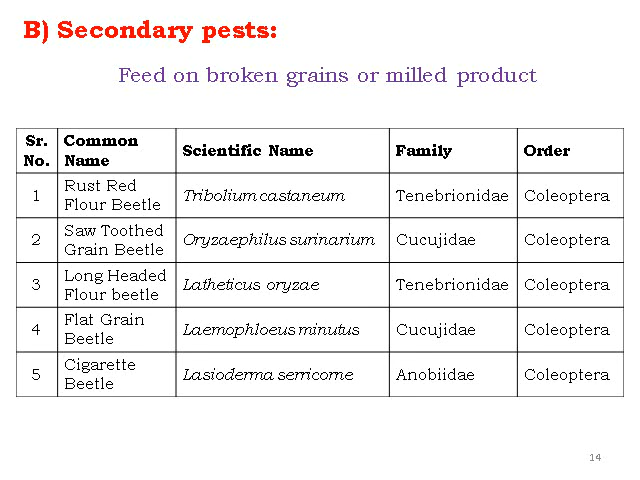 B) Secondary pests:
Feed on broken grains or milled product
Sr. No. Common Name Scientific Name Family Order
1 Rust Red Flour Beetle Tribolium castaneum Tenebrionidae Coleoptera
2 Saw Toothed Grain Beetle Oryzaephilus surinarium Cucujidae Coleoptera
3 Long Headed Flour beetle Latheticus oryzae Tenebrionidae Coleoptera
4 Flat Grain Beetle Laemophloeus minutus Cucujidae Coleoptera
5 Cigarette Beetle Lasioderma serricorne Anobiidae Coleoptera
14